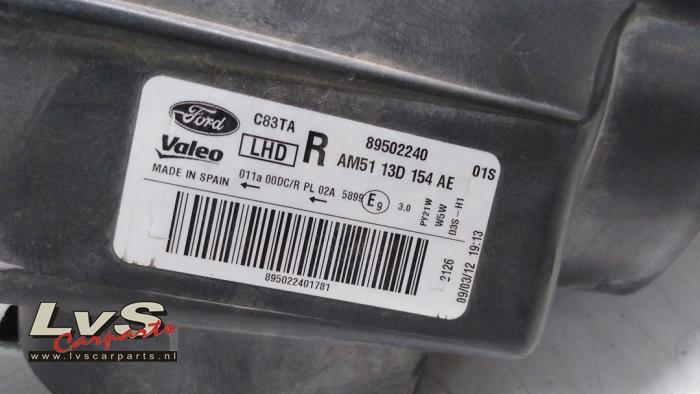 Ford C83TA 89502240 01S
Valeo LHD R AM51 13D 154 AE
MADE IN SPAIN 011a 00DC/R PL 02A 5899 E9 3.0
PY21W
W5W
D3S-H1
895022401781
2126
09/03/12 19:13
LvS
Carparts
www.lvscarparts.nl